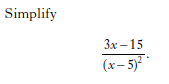 Simplify
3x – 15
(x – 5)².